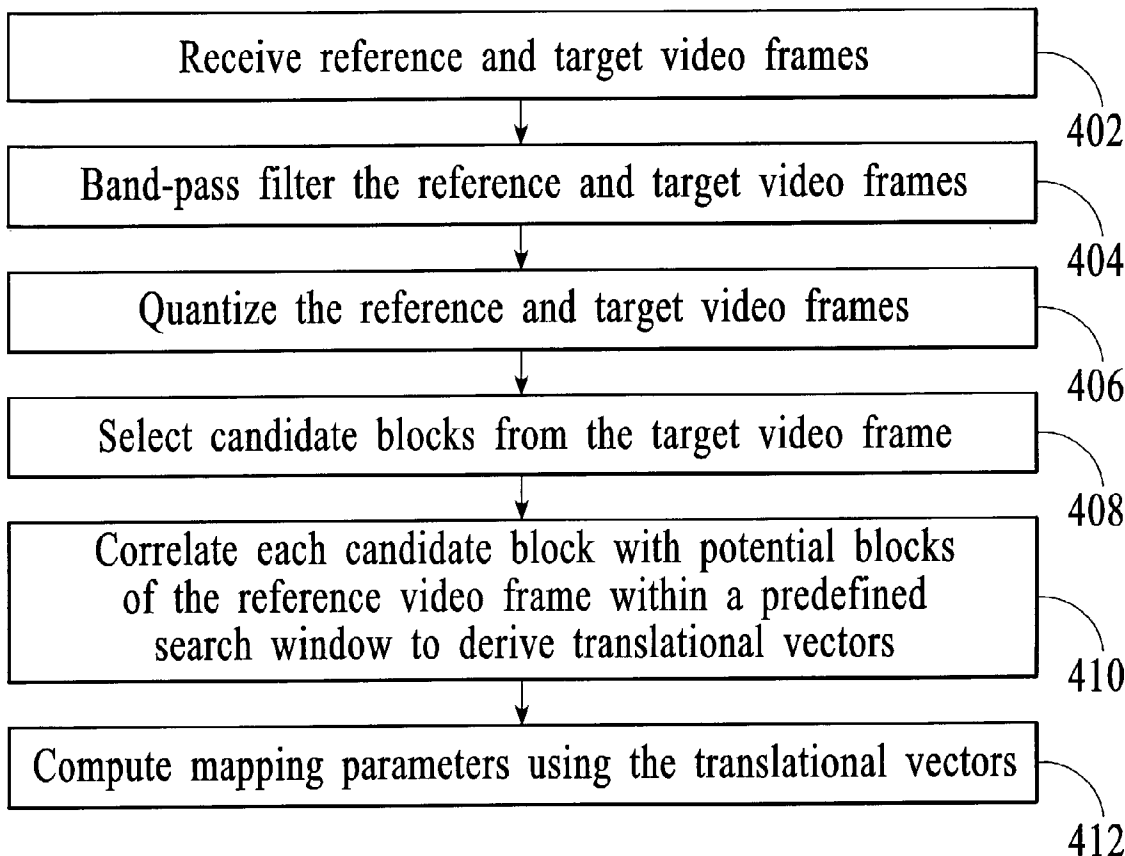 Receive reference and target video frames
402
Band-pass filter the reference and target video frames
404
Quantize the reference and target video frames
406
Select candidate blocks from the target video frame
408
Correlate each candidate block with potential blocks
of the reference video frame within a predefined
search window to derive translational vectors
410
Compute mapping parameters using the translational vectors
412